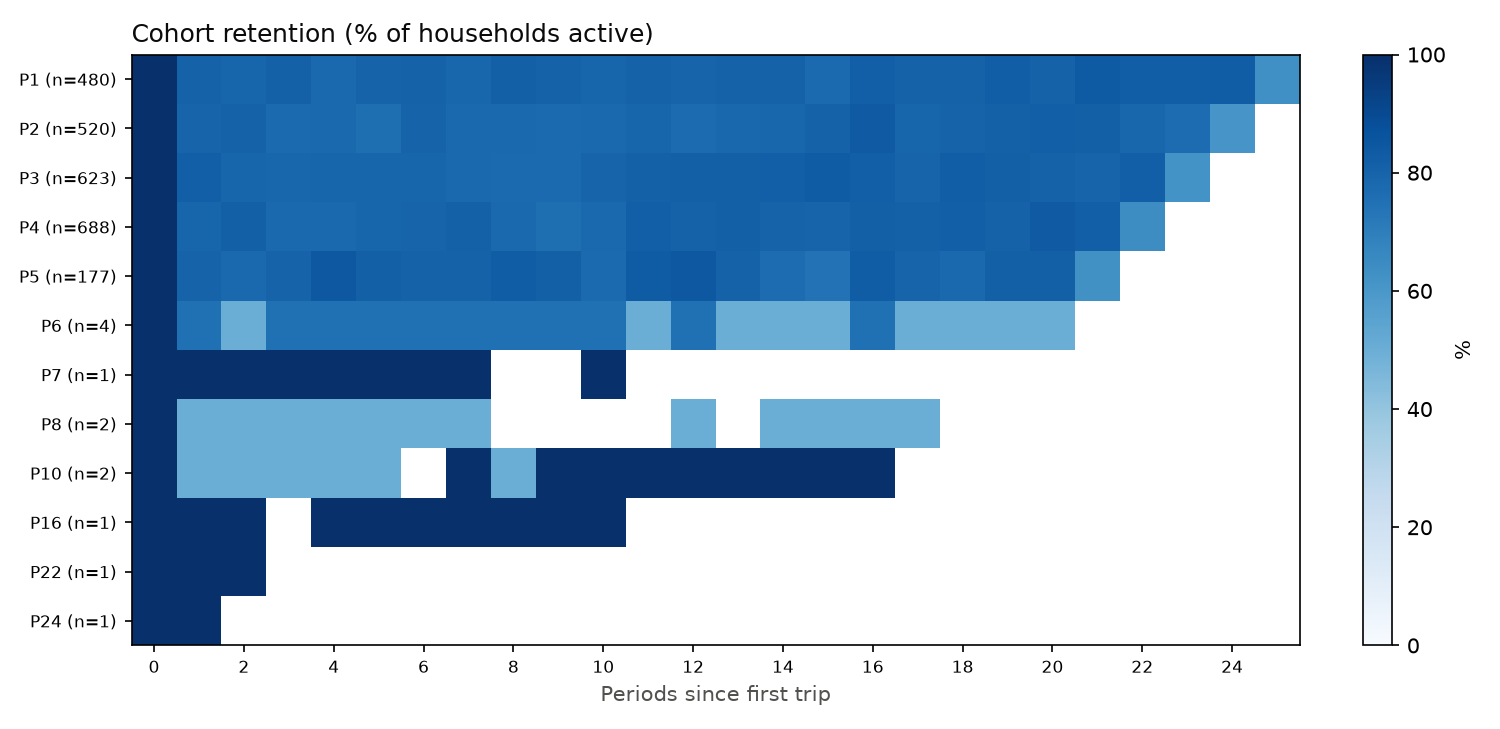 Cohort retention (% of households active)
P1 (n=480)
P2 (n=520)
P3 (n=623)
P4 (n=688)
P5 (n=177)
P6 (n=4)
P7 (n=1)
P8 (n=2)
P10 (n=2)
P16 (n=1)
P22 (n=1)
P24 (n=1)
0 2 4 6 8 10 12 14 16 18 20 22 24
Periods since first trip
100
80
60
40
20
0
%